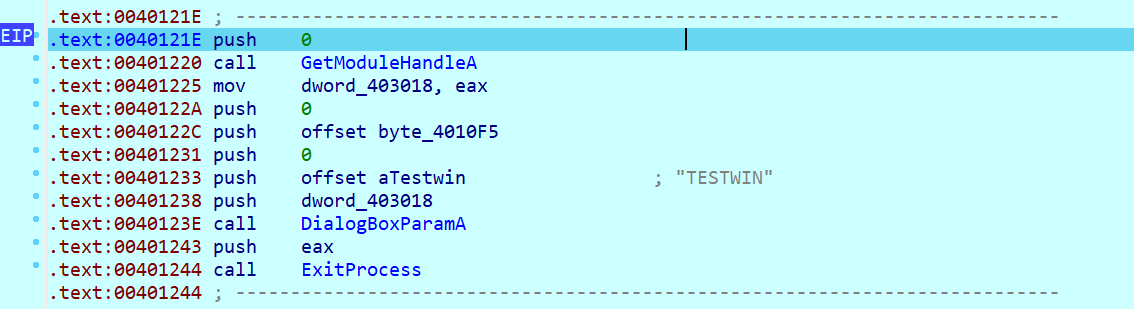 .text:0040121E ; ---------------------------------------------------------------------------
EIP .text:0040121E push    0
.text:00401220 call    GetModuleHandleA
.text:00401225 mov     dword_403018, eax
.text:0040122A push    0
.text:0040122C push    offset byte_4010F5
.text:00401231 push    0
.text:00401233 push    offset aTestwin                 ; "TESTWIN"
.text:00401238 push    dword_403018
.text:0040123E call    DialogBoxParamA
.text:00401243 push    eax
.text:00401244 call    ExitProcess
.text:00401244 ; ---------------------------------------------------------------------------